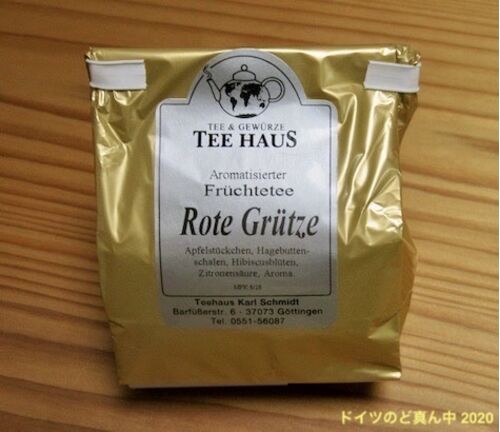 TEE & GEWÜRZE
TEE HAUS
Aromatisierter
Früchtetee
Rote Grütze
Apfelstückchen, Hagebutten-
schalen, Hibiscusblüten,
Zitronensäure, Aroma.
Teehaus Karl Schmidt
Barfüßerstr. 6 - 37073 Göttingen
Tel. 0551-56087
ドイツのど真ん中 2020